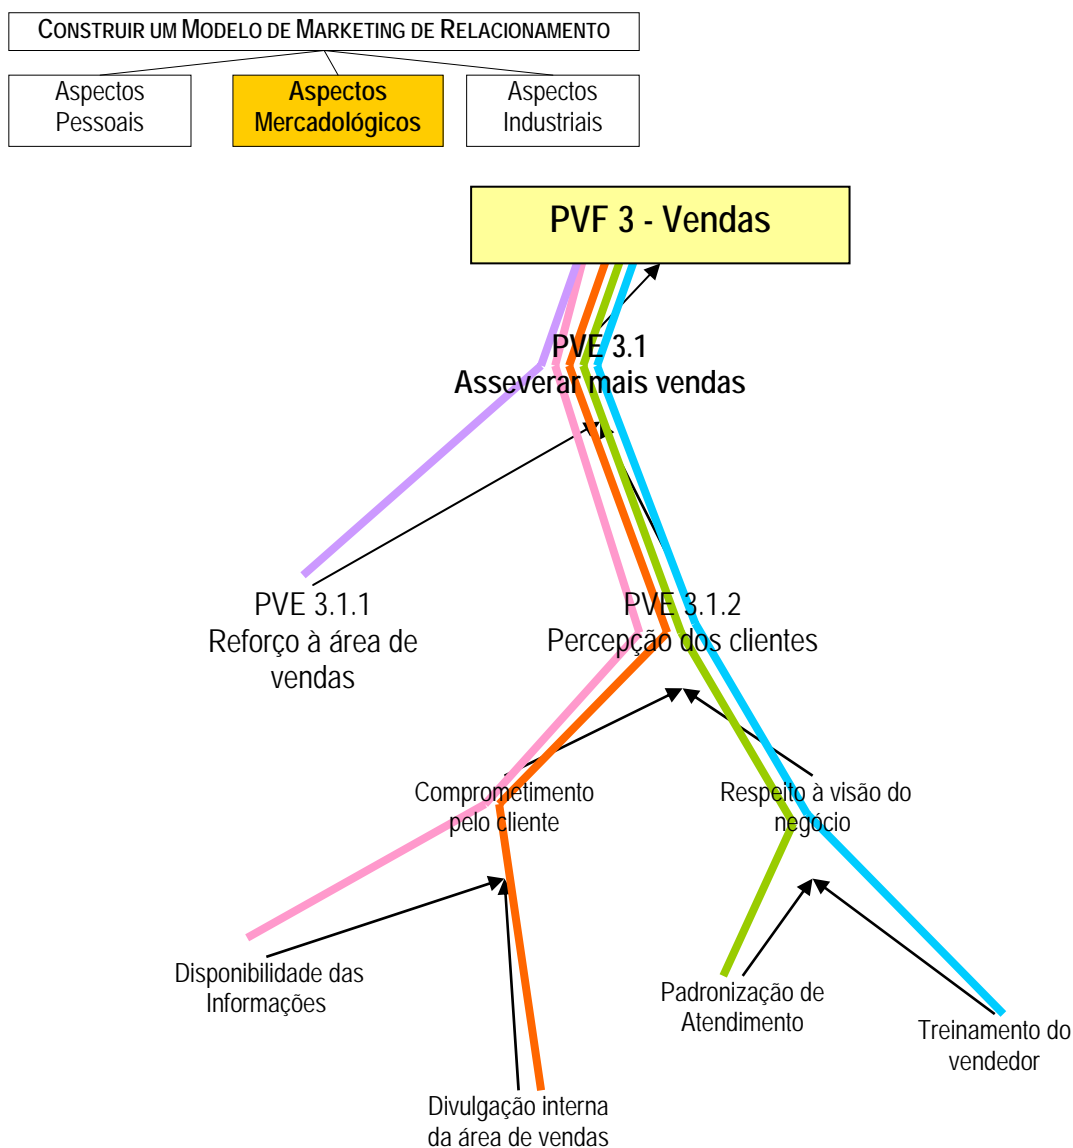 CONSTRUIR UM MODELO DE MARKETING DE RELACIONAMENTO
Aspectos
Pessoais
Aspectos
Mercadológicos
Aspectos
Industriais
PVF 3 - Vendas
PVE 3.1
Asseverar mais vendas
PVE 3.1.1
Reforço à área de
vendas
PVE 3.1.2
Percepção dos clientes
Comprometimento
pelo cliente
Respeito à visão do
negócio
Disponibilidade das
Informações
Padronização de
Atendimento
Treinamento do
vendedor
Divulgação interna
da área de vendas